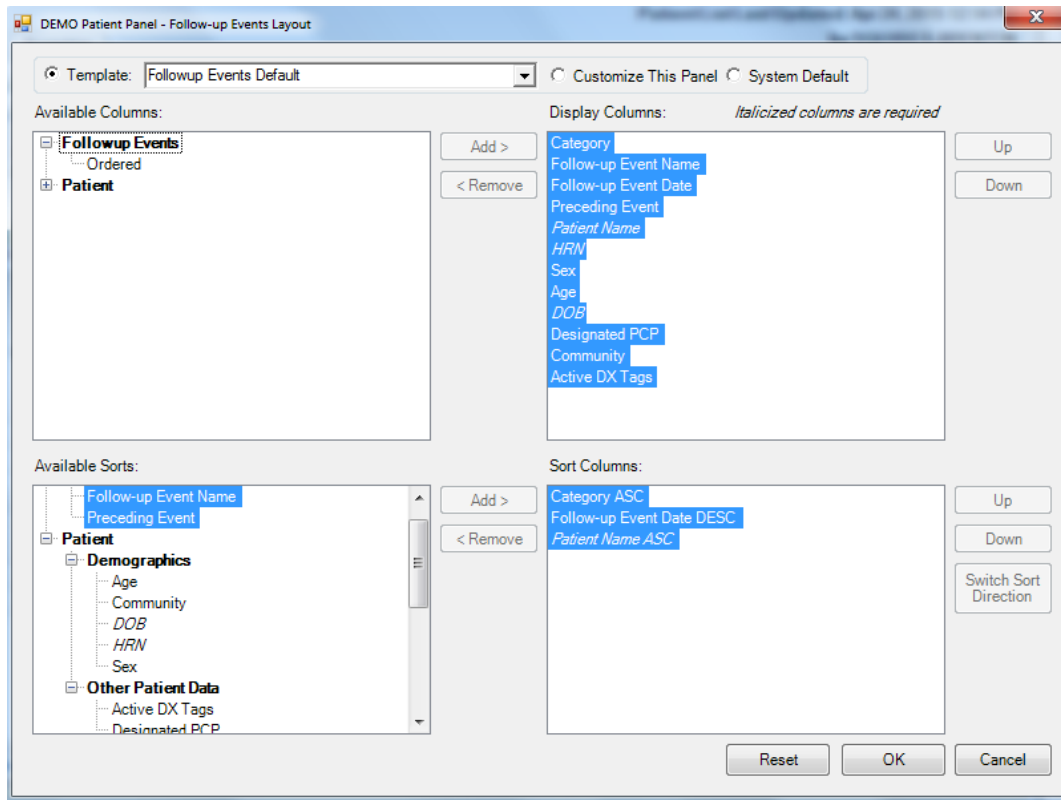 DEMO Patient Panel - Follow-up Events Layout
Template: Followup Events Default Customize This Panel System Default
Available Columns:
Followup Events
Ordered
Patient
Add >
< Remove
Display Columns: Italicized columns are required
Category
Follow-up Event Name
Follow-up Event Date
Preceding Event
Patient Name
HRN
Sex
Age
DOB
Designated PCP
Community
Active DX Tags
Up
Down
Available Sorts:
Follow-up Event Name
Preceding Event
Patient
Demographics
Age
Community
DOB
HRN
Sex
Other Patient Data
Active DX Tags
Designated PCP
Add >
< Remove
Sort Columns:
Category ASC
Follow-up Event Date DESC
Patient Name ASC
Up
Down
Switch Sort
Direction
Reset OK Cancel